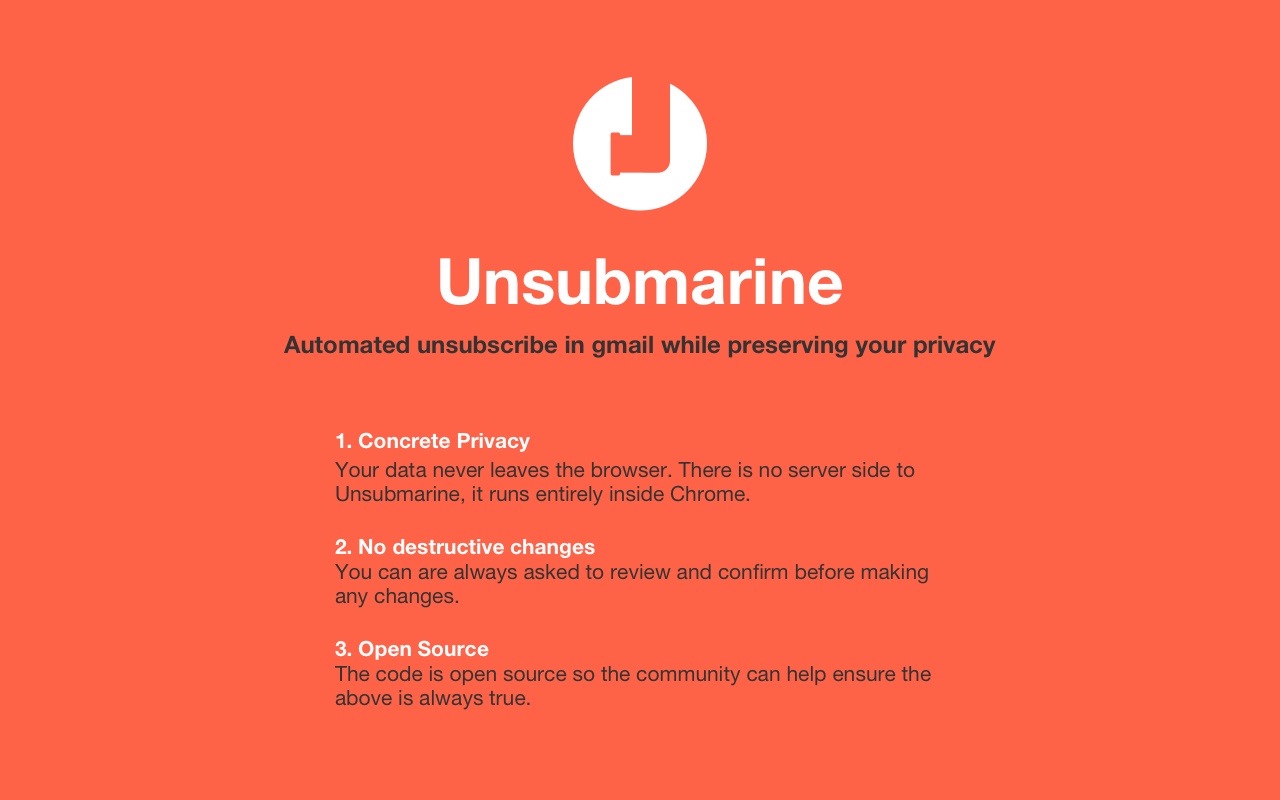 Unsubmarine
Automated unsubscribe in gmail while preserving your privacy
1. Concrete Privacy
Your data never leaves the browser. There is no server side to
Unsubmarine, it runs entirely inside Chrome.
2. No destructive changes
You can are always asked to review and confirm before making
any changes.
3. Open Source
The code is open source so the community can help ensure the
above is always true.